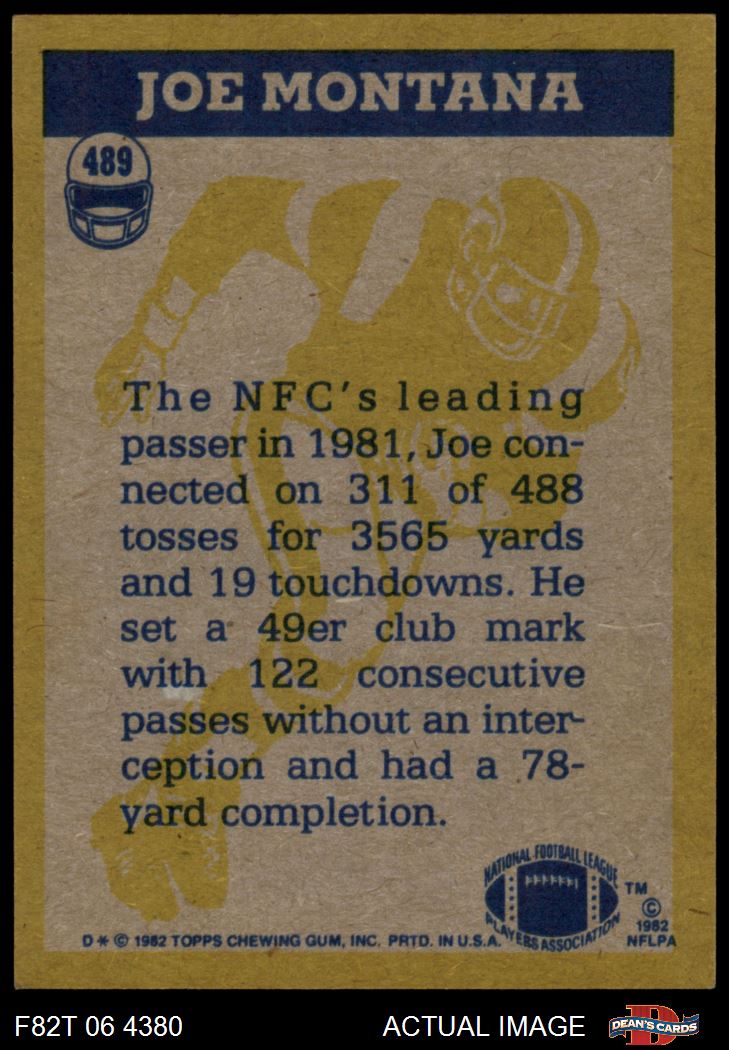 JOE MONTANA
489
The NFC's leading
passer in 1981, Joe con-
nected on 311 of 488
tosses for 3565 yards
and 19 touchdowns. He
set a 49er club mark
with 122 consecutive
passes without an inter-
ception and had a 78-
yard completion.
NATIONAL FOOTBALL LEAGUE
PLAYERS ASSOCIATION
TM
©
1982
NFLPA
D * © 1982 TOPPS CHEWING GUM, INC. PRTD. IN U.S.A.
F82T 06 4380
ACTUAL IMAGE
D
DEAN'S CARDS